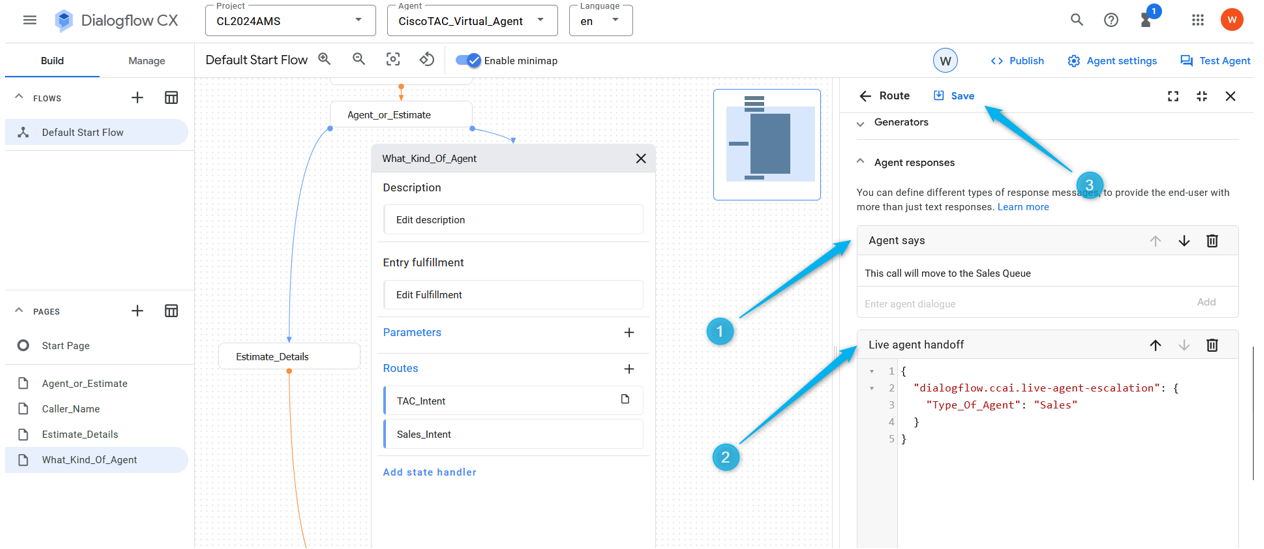 Dialogflow CX
Project
CL2024AMS
Agent
CiscoTAC_Virtual_Agent
Language
en
1
W
Build
Manage
Default Start Flow
Enable minimap
W
Publish
Agent settings
Test Agent
FLOWS
Default Start Flow
PAGES
Start Page
Agent_or_Estimate
Caller_Name
Estimate_Details
What_Kind_Of_Agent
Agent_or_Estimate
Estimate_Details
What_Kind_Of_Agent
Description
Edit description
Entry fulfillment
Edit Fulfillment
Parameters
Routes
TAC_Intent
Sales_Intent
Add state handler
Route
Save
Generators
Agent responses
3
You can define different types of response messages, to provide the end-user with
more than just text responses. Learn more
1
Agent says
This call will move to the Sales Queue
Enter agent dialogue
Add
2
Live agent handoff
1 {
2 "dialogflow.ccai.live-agent-escalation": {
3 "Type_Of_Agent": "Sales"
4 }
5 }